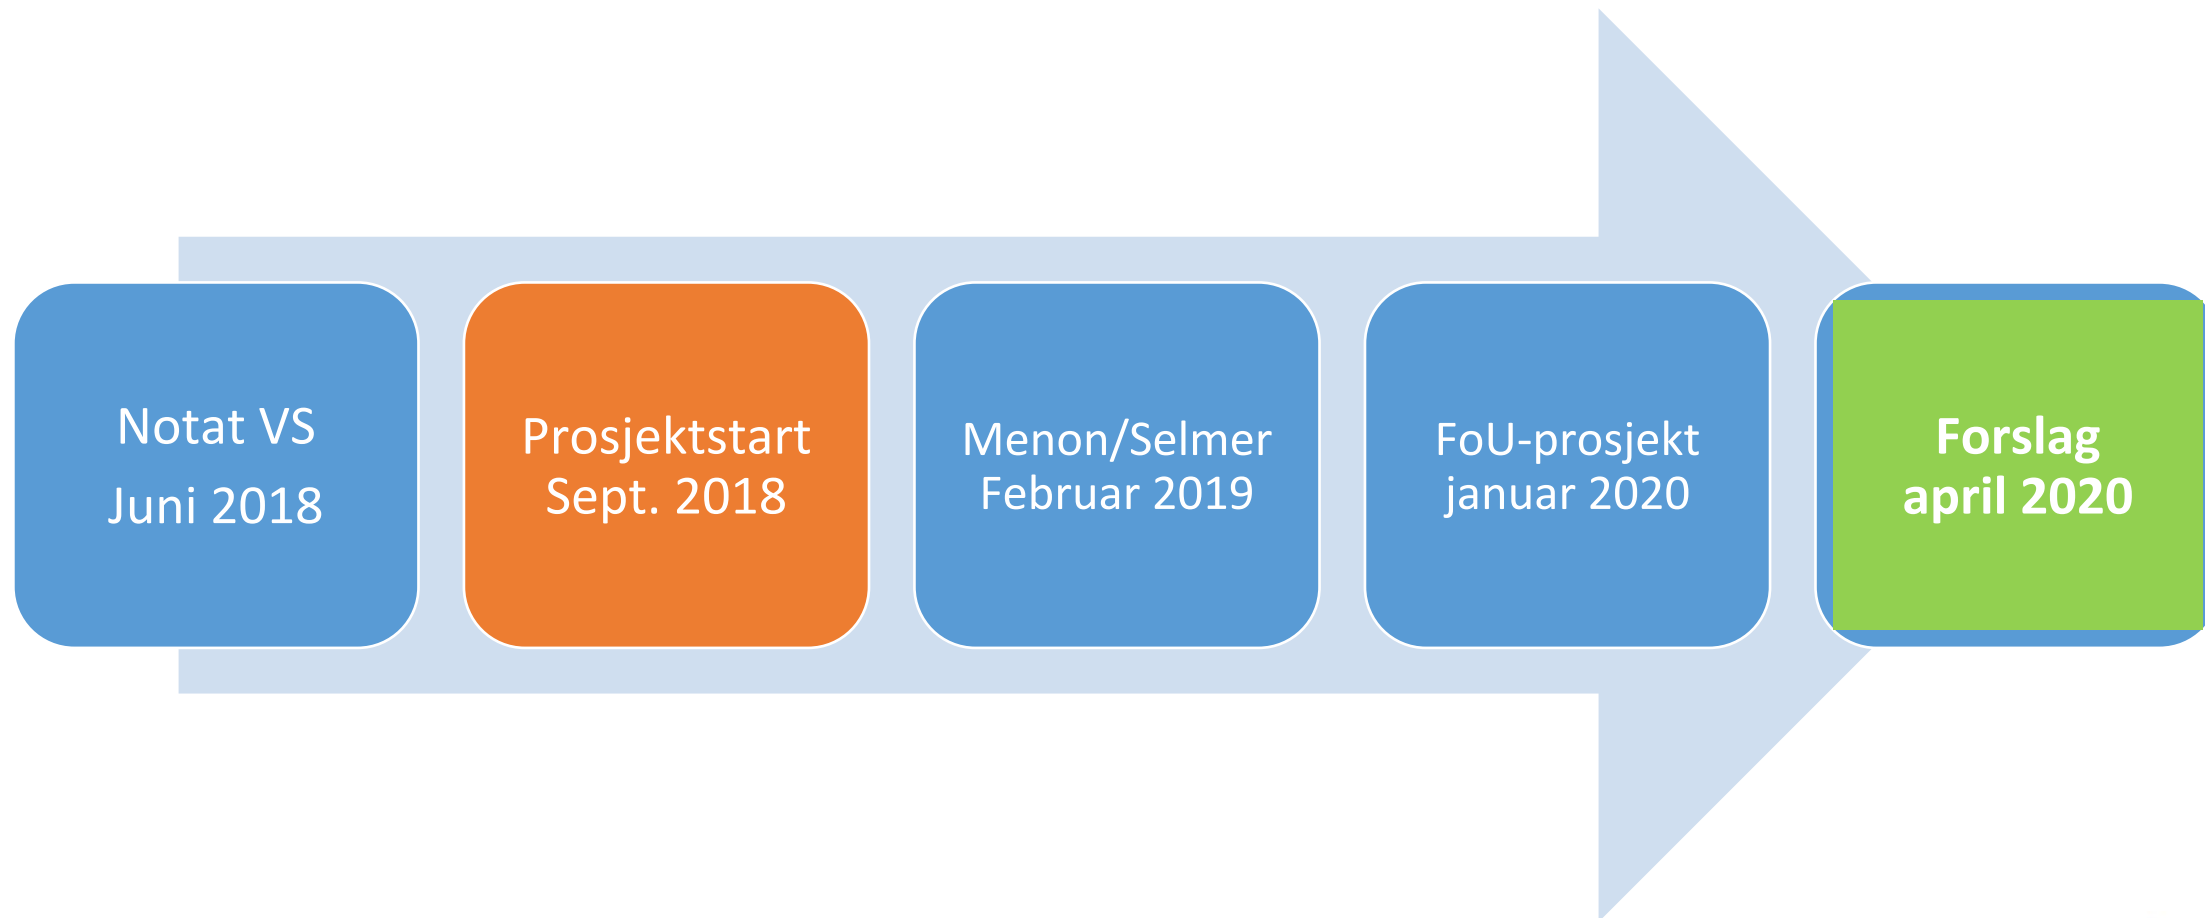 Notat VS
Juni 2018
Prosjektstart
Sept. 2018
Menon/Selmer
Februar 2019
FoU-prosjekt
januar 2020
Forslag
april 2020